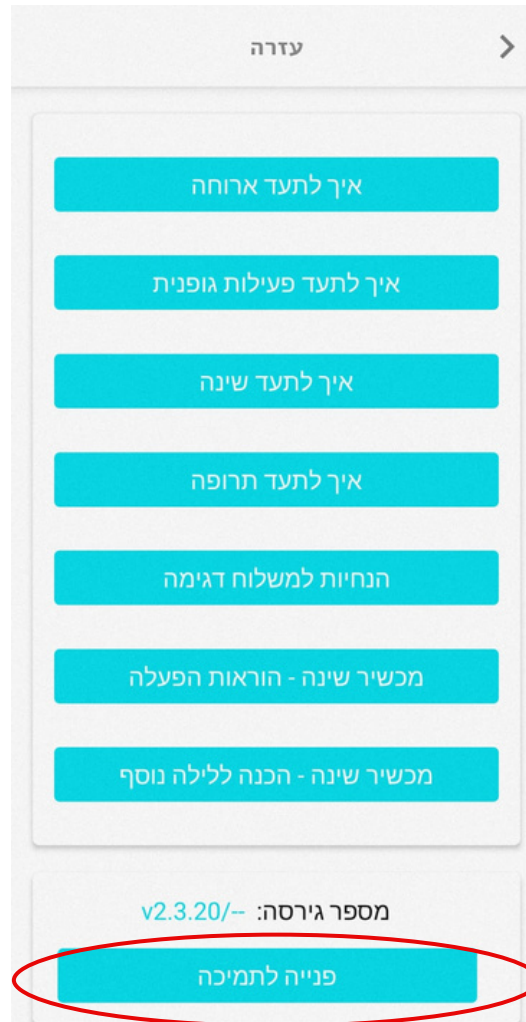 עזרה
איך לתעד ארוחה
איך לתעד פעילות גופנית
איך לתעד שינה
איך לתעד תרופה
הנחיות למשלוח דגימה
מכשיר שינה - הוראות הפעלה
מכשיר שינה - הכנה ללילה נוסף
מספר גירסה: v2.3.20/--
פנייה לתמיכה